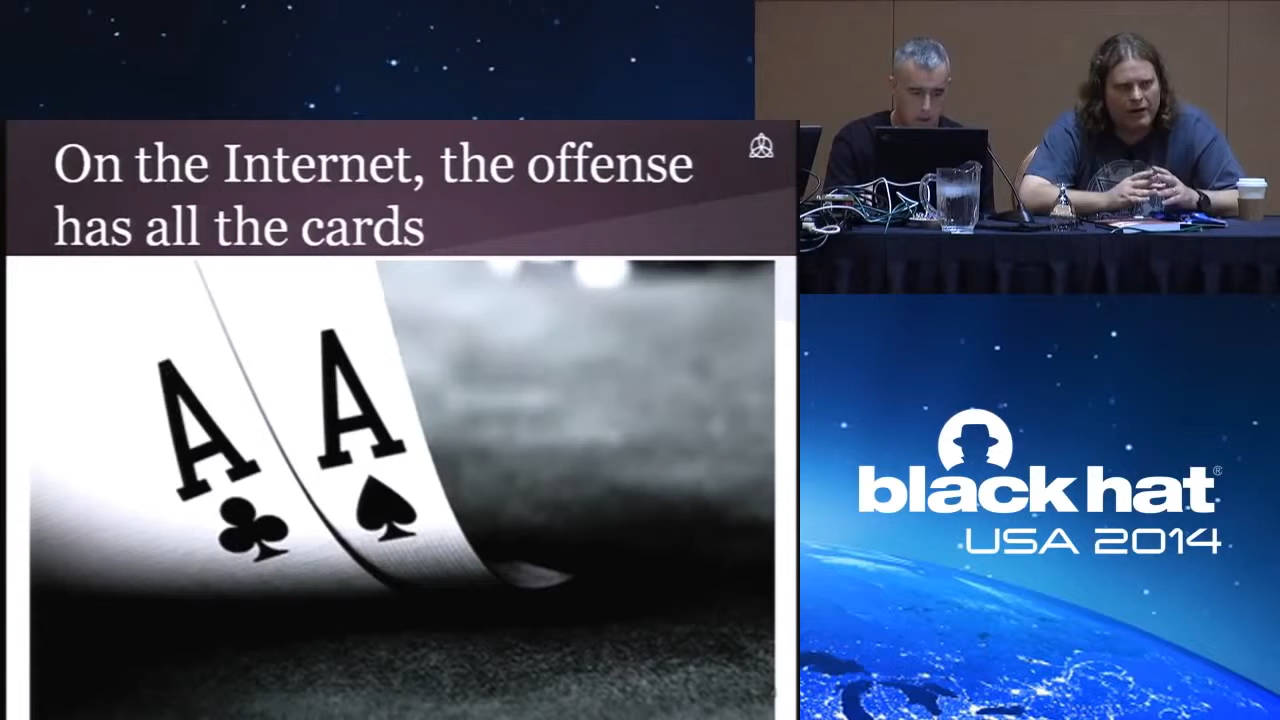 On the Internet, the offense
has all the cards
A
A
black hat®
USA 2014